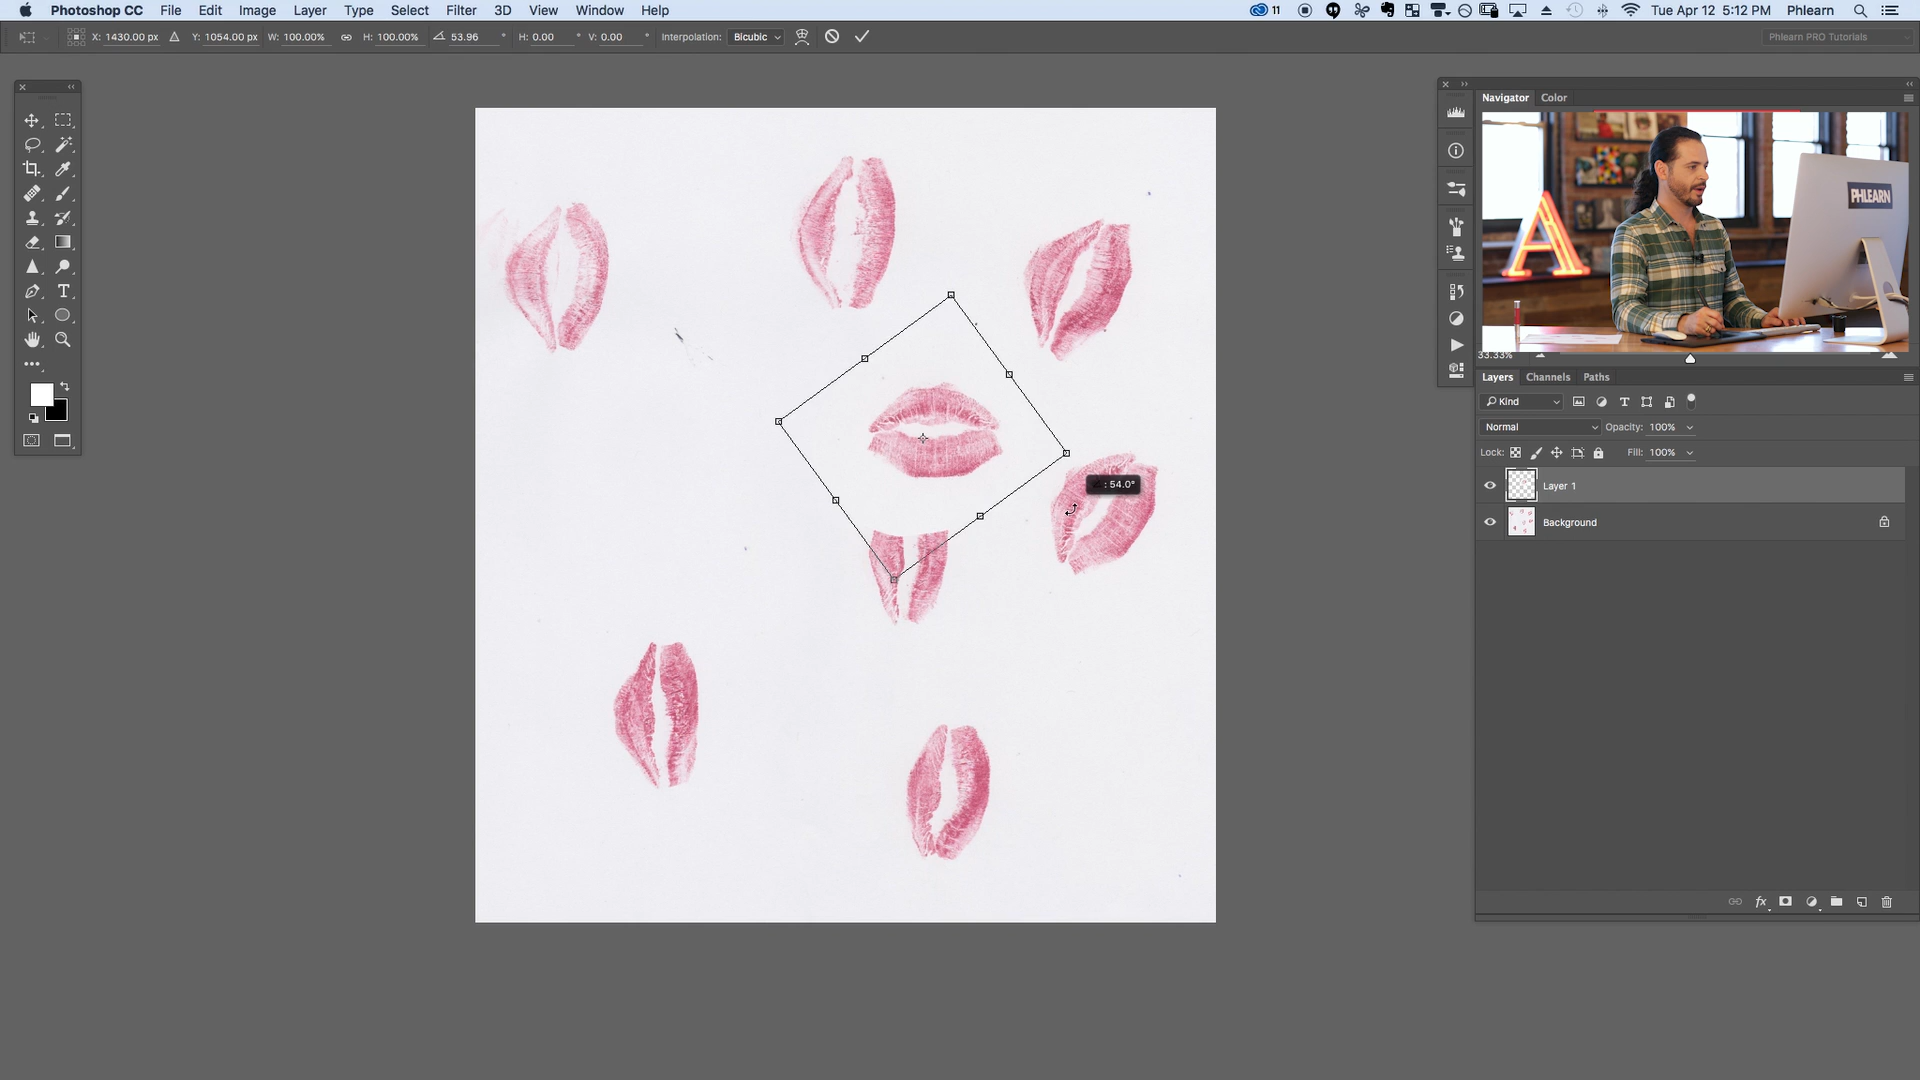 Photoshop CC File Edit Image Layer Type Select Filter 3D View Window Help 11 Tue Apr 12 5:12 PM Phlearn
X: 1430.00 px Y: 1054.00 px W: 100.00% H: 100.00% 53.96 ° H: 0.00 ° V: 0.00 ° Interpolation: Bicubic Phlearn PRO Tutorials
Navigator Color
PHLEARN
A
33.33%
Layers Channels Paths
Kind
Normal Opacity: 100%
Lock: Fill: 100%
Layer 1
: 54.0°
Background
fx